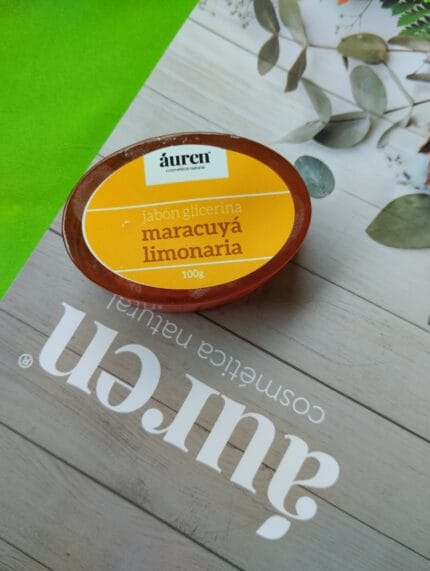 áuren®
cosmética natural
jabón glicerina
maracuyá
limonaria
100g
áuren®
cosmética natural